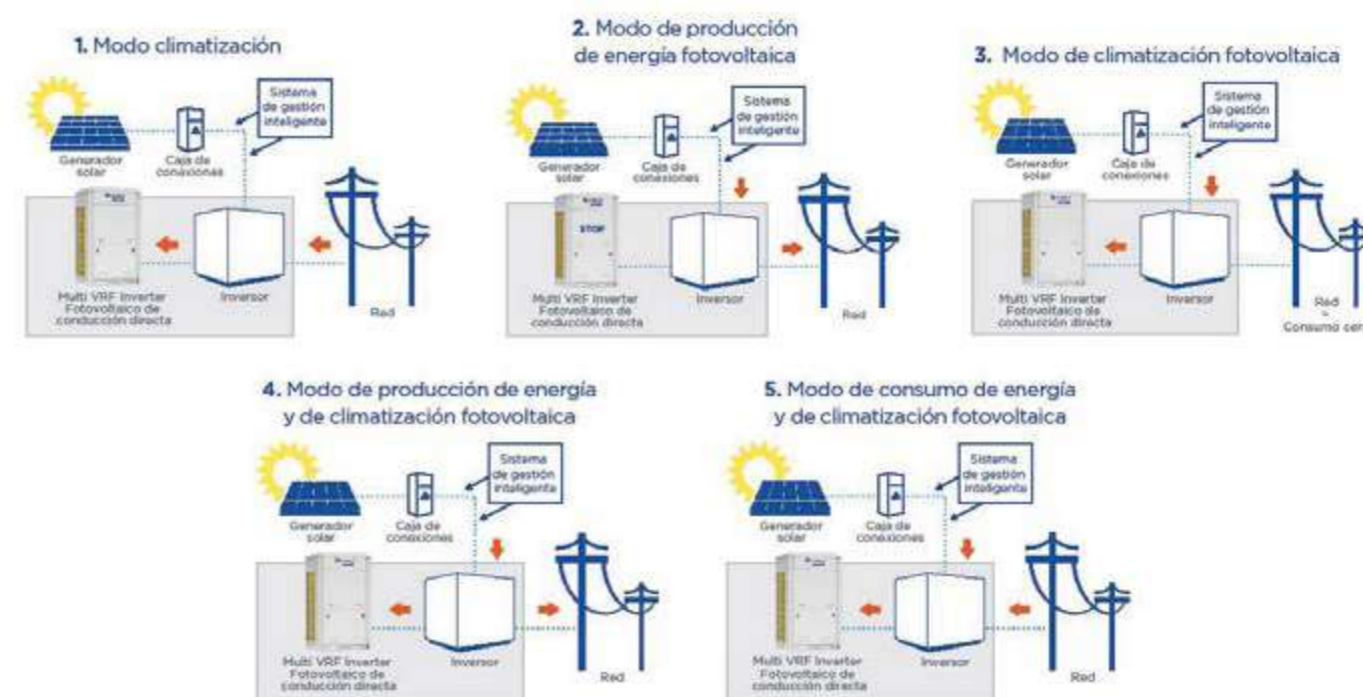 1. Modo climatización
Sistema
de gestión
inteligente
Generador
solar
Caja de
conexiones
Multi VRF Inverter
Fotovoltaico de
conducción directa
Inversor
Red
2. Modo de producción
de energía fotovoltaica
Sistema
de gestión
inteligente
Generador
solar
Caja de
conexiones
STOP
Multi VRF Inverter
Fotovoltaico de
conducción directa
Inversor
Red
3. Modo de climatización fotovoltaica
Sistema
de gestión
inteligente
Generador
solar
Caja de
conexiones
Multi VRF Inverter
Fotovoltaico de
conducción directa
Inversor
Red
Consumo cer
4. Modo de producción de energía
y de climatización fotovoltaica
Sistema
de gestión
inteligente
Generador
solar
Caja de
conexiones
Multi VRF Inverter
Fotovoltaico de
conducción directa
Inversor
Red
5. Modo de consumo de energía
y de climatización fotovoltaica
Sistema
de gestión
inteligente
Generador
solar
Caja de
conexiones
Multi VRF Inverter
Fotovoltaico de
conducción directa
Inversor
Red